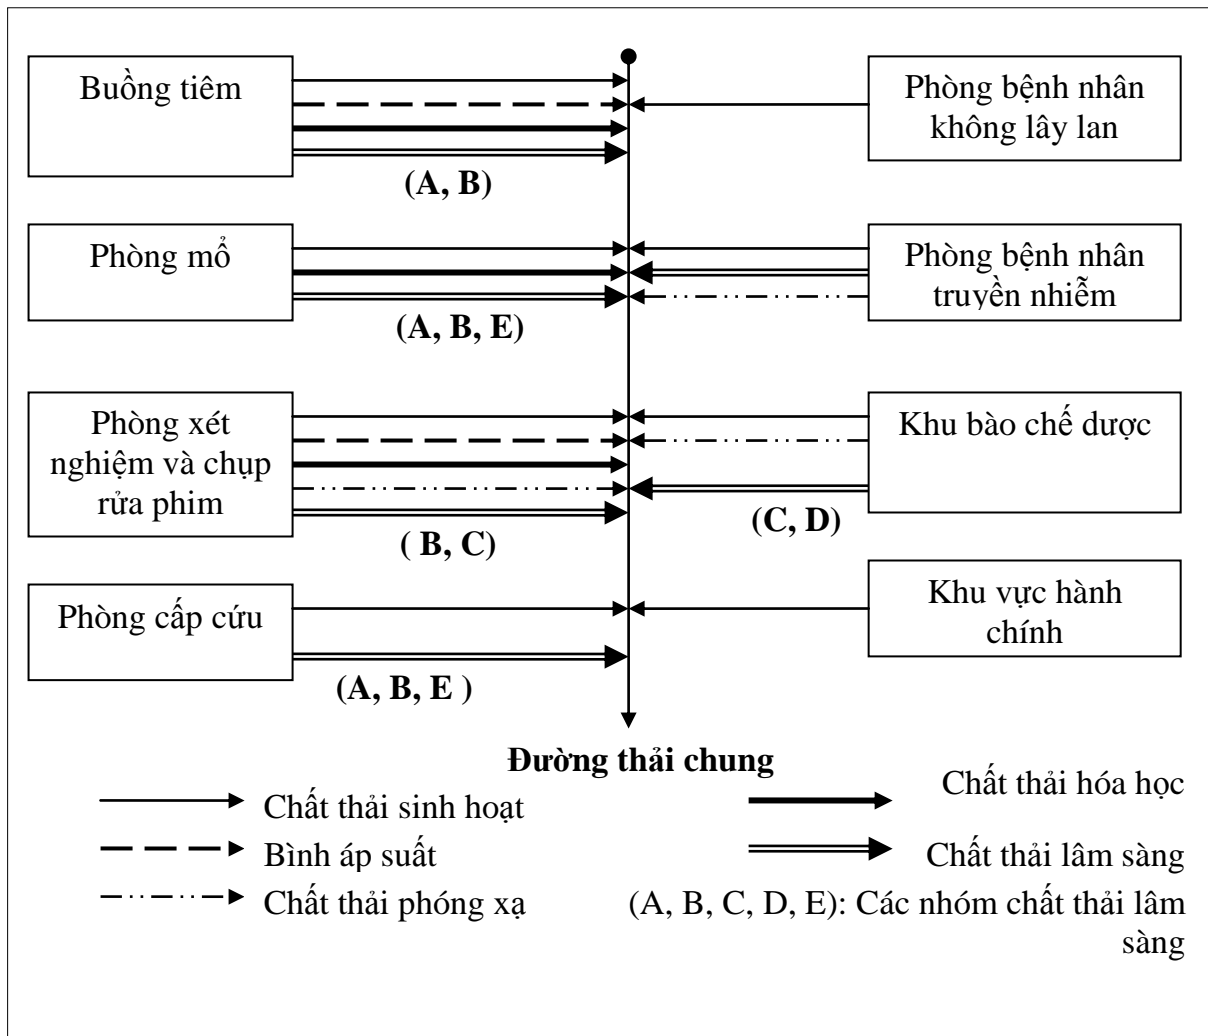 Buồng tiêm
(A, B)
Phòng bệnh nhân
không lây lan
Phòng mổ
(A, B, E)
Phòng bệnh nhân
truyền nhiễm
Phòng xét
nghiệm và chụp
rửa phim
( B, C)
Khu bào chế dược
(C, D)
Phòng cấp cứu
(A, B, E )
Khu vực hành
chính
Đường thải chung
Chất thải sinh hoạt
Chất thải hóa học
Bình áp suất
Chất thải lâm sàng
Chất thải phóng xạ
(A, B, C, D, E): Các nhóm chất thải lâm
sàng